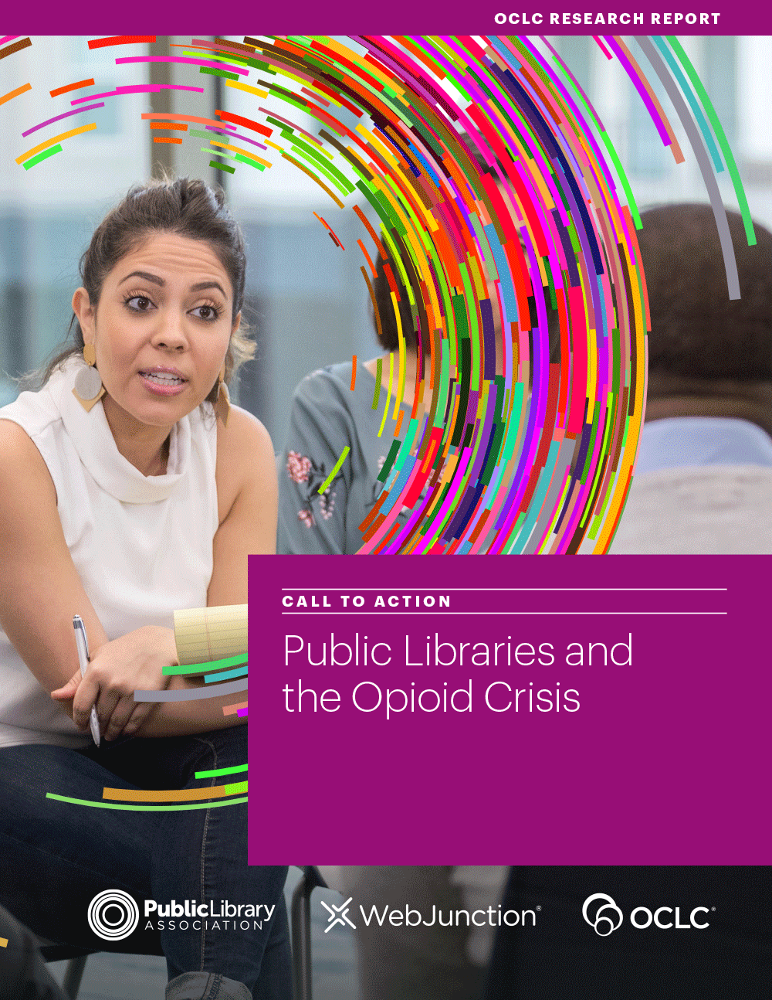 OCLC RESEARCH REPORT
CALL TO ACTION
Public Libraries and
the Opioid Crisis
PublicLibrary
ASSOCIATION
WebJunction®
OCLC®